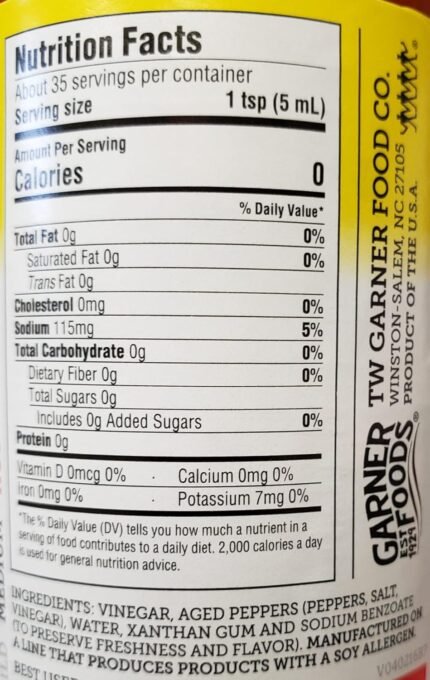 Nutrition Facts
About 35 servings per container
Serving size 1 tsp (5 mL)
Amount Per Serving
Calories 0
% Daily Value*
Total Fat 0g 0%
Saturated Fat 0g 0%
Trans Fat 0g
Cholesterol 0mg 0%
Sodium 115mg 5%
Total Carbohydrate 0g 0%
Dietary Fiber 0g 0%
Total Sugars 0g
Includes 0g Added Sugars 0%
Protein 0g
Vitamin D 0mcg 0% · Calcium 0mg 0%
Iron 0mg 0% · Potassium 7mg 0%
*The % Daily Value (DV) tells you how much a nutrient in a
serving of food contributes to a daily diet. 2,000 calories a day
is used for general nutrition advice.
INGREDIENTS: VINEGAR, AGED PEPPERS (PEPPERS, SALT,
VINEGAR), WATER, XANTHAN GUM AND SODIUM BENZOATE
(TO PRESERVE FRESHNESS AND FLAVOR). MANUFACTURED ON
A LINE THAT PRODUCES PRODUCTS WITH A SOY ALLERGEN.
BEST
GARNER
FOODS®
EST 1929
TW GARNER FOOD CO.
WINSTON-SALEM, NC 27105
PRODUCT OF THE U.S.A.
MEDIUM